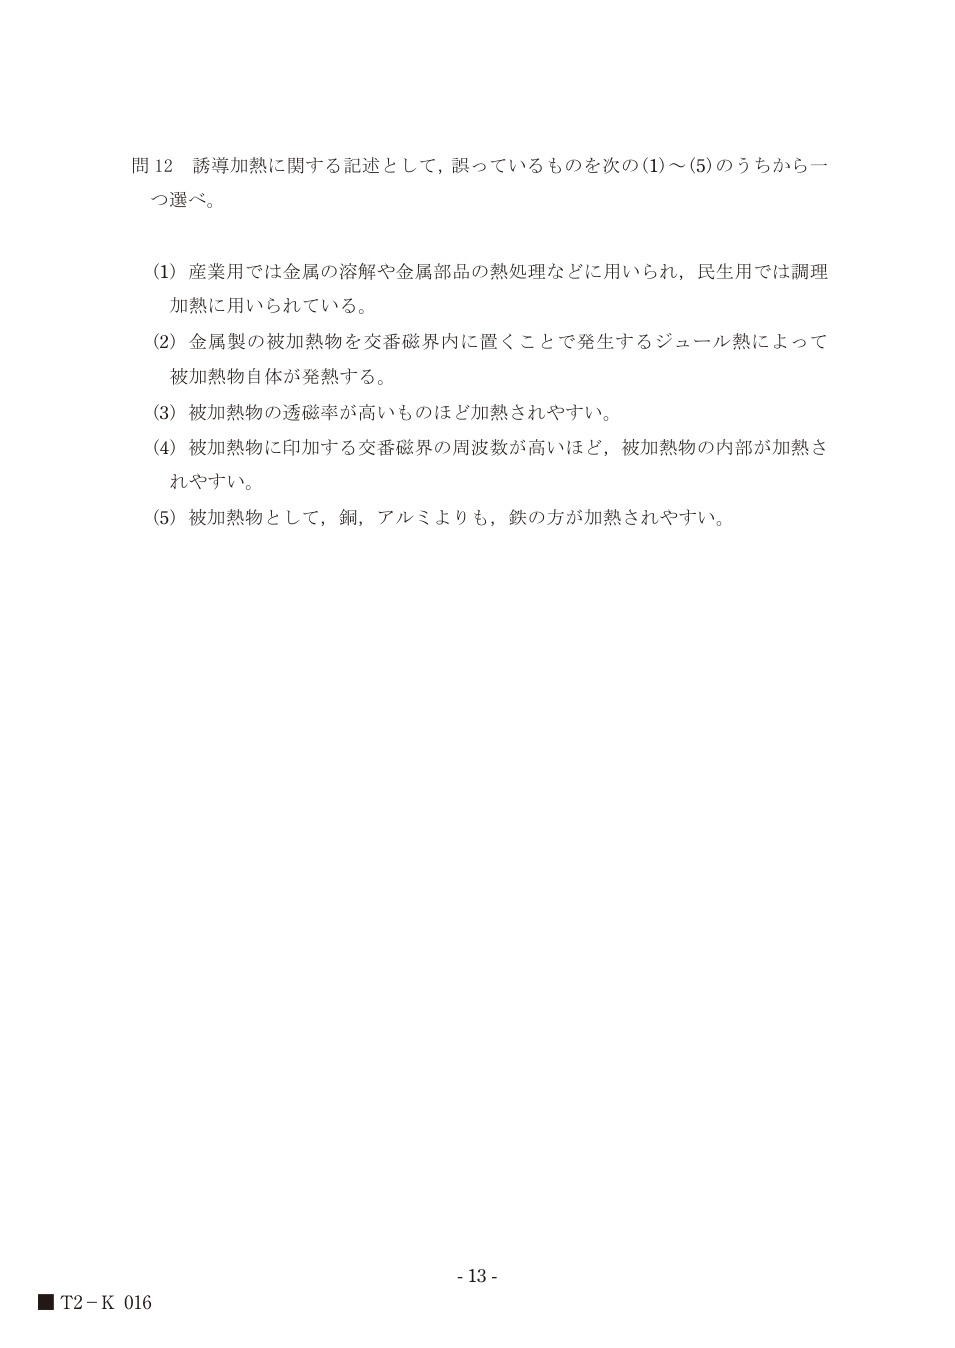 問 12　誘導加熱に関する記述として, 誤っているものを次の(1)～(5)のうちから一
つ選べ。
(1) 産業用では金属の溶解や金属部品の熱処理などに用いられ，民生用では調理
加熱に用いられている。
(2) 金属製の被加熱物を交番磁界内に置くことで発生するジュール熱によって
被加熱物自体が発熱する。
(3) 被加熱物の透磁率が高いものほど加熱されやすい。
(4) 被加熱物に印加する交番磁界の周波数が高いほど，被加熱物の内部が加熱さ
れやすい。
(5) 被加熱物として，銅，アルミよりも，鉄の方が加熱されやすい。
- 13 -
■ T2－K 016